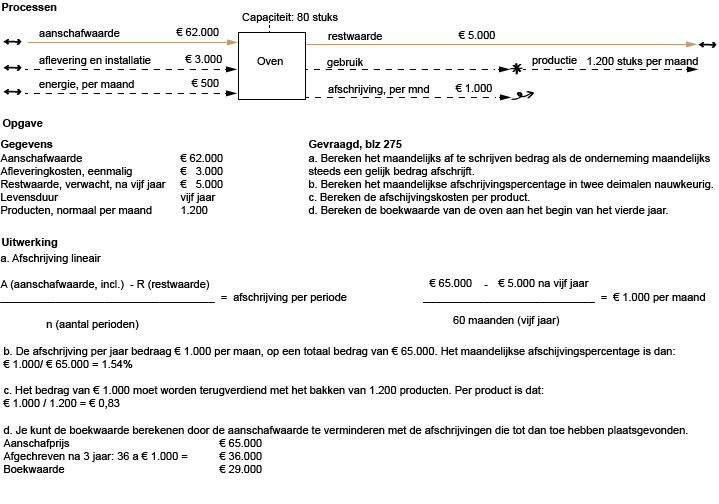 Processen
Capaciteit: 80 stuks
aanschafwaarde € 62.000
restwaarde € 5.000
aflevering en installatie € 3.000
Oven
gebruik
productie 1.200 stuks per maand
energie, per maand € 500
afschrijving, per mnd € 1.000
Opgave
Gegevens
Aanschafwaarde € 62.000
Afleveringkosten, eenmalig € 3.000
Restwaarde, verwacht, na vijf jaar € 5.000
Levensduur vijf jaar
Producten, normaal per maand 1.200
Gevraagd, blz 275
a. Bereken het maandelijks af te schrijven bedrag als de onderneming maandelijks
steeds een gelijk bedrag afschrijft.
b. Bereken het maandelijkse afschrijvingspercentage in twee deimalen nauwkeurig.
c. Bereken de afschijvingskosten per product.
d. Bereken de boekwaarde van de oven aan het begin van het vierde jaar.
Uitwerking
a. Afschrijving lineair
A (aanschafwaarde, incl.) - R (restwaarde)
= afschrijving per periode
n (aantal perioden)
€ 65.000 - € 5.000 na vijf jaar
= € 1.000 per maand
60 maanden (vijf jaar)
b. De afschrijving per jaar bedraag € 1.000 per maan, op een totaal bedrag van € 65.000. Het maandelijkse afschijvingspercentage is dan:
€ 1.000/ € 65.000 = 1.54%
c. Het bedrag van € 1.000 moet worden terugverdiend met het bakken van 1.200 producten. Per product is dat:
€ 1.000 / 1.200 = € 0,83
d. Je kunt de boekwaarde berekenen door de aanschafwaarde te verminderen met de afschrijvingen die tot dan toe hebben plaatsgevonden.
Aanschafprijs € 65.000
Afgechreven na 3 jaar: 36 a € 1.000 = € 36.000
Boekwaarde € 29.000